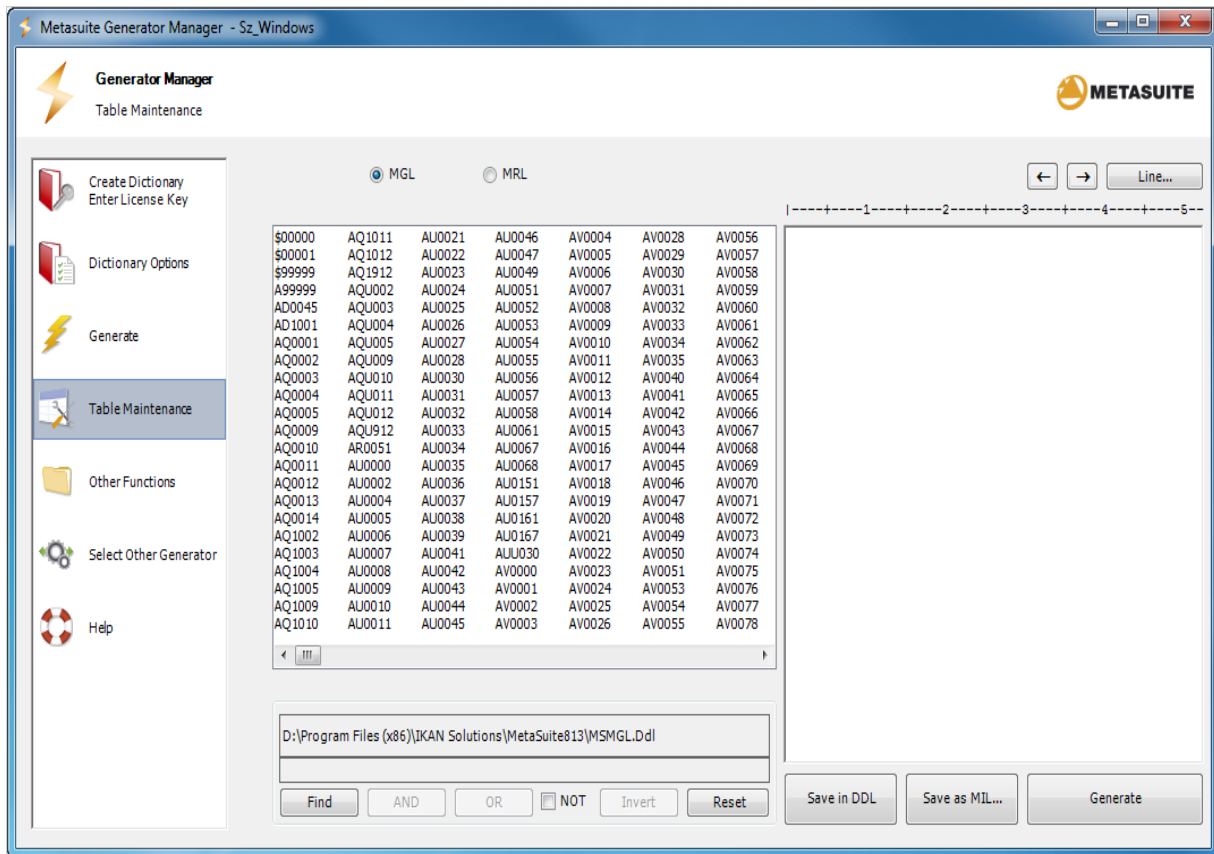 Metasuite Generator Manager - Sz_Windows
Generator Manager
Table Maintenance
METASUITE
Create Dictionary
Enter License Key
Dictionary Options
Generate
Table Maintenance
Other Functions
Select Other Generator
Help
MGL MRL
← → Line...
|----+----1----+----2----+----3----+----4----+----5--
$00000 AQ1011 AU0021 AU0046 AV0004 AV0028 AV0056
$00001 AQ1012 AU0022 AU0047 AV0005 AV0029 AV0057
$99999 AQ1912 AU0023 AU0049 AV0006 AV0030 AV0058
A99999 AQU002 AU0024 AU0051 AV0007 AV0031 AV0059
AD0045 AQU003 AU0025 AU0052 AV0008 AV0032 AV0060
AD1001 AQU004 AU0026 AU0053 AV0009 AV0033 AV0061
AQ0001 AQU005 AU0027 AU0054 AV0010 AV0034 AV0062
AQ0002 AQU009 AU0028 AU0055 AV0011 AV0035 AV0063
AQ0003 AQU010 AU0030 AU0056 AV0012 AV0040 AV0064
AQ0004 AQU011 AU0031 AU0057 AV0013 AV0041 AV0065
AQ0005 AQU012 AU0032 AU0058 AV0014 AV0042 AV0066
AQ0009 AQU912 AU0033 AU0061 AV0015 AV0043 AV0067
AQ0010 AR0051 AU0034 AU0067 AV0016 AV0044 AV0068
AQ0011 AU0000 AU0035 AU0068 AV0017 AV0045 AV0069
AQ0012 AU0002 AU0036 AU0151 AV0018 AV0046 AV0070
AQ0013 AU0004 AU0037 AU0157 AV0019 AV0047 AV0071
AQ0014 AU0005 AU0038 AU0161 AV0020 AV0048 AV0072
AQ1002 AU0006 AU0039 AU0167 AV0021 AV0049 AV0073
AQ1003 AU0007 AU0041 AUU030 AV0022 AV0050 AV0074
AQ1004 AU0008 AU0042 AV0000 AV0023 AV0051 AV0075
AQ1005 AU0009 AU0043 AV0001 AV0024 AV0053 AV0076
AQ1009 AU0010 AU0044 AV0002 AV0025 AV0054 AV0077
AQ1010 AU0011 AU0045 AV0003 AV0026 AV0055 AV0078
D:\Program Files (x86)\IKAN Solutions\MetaSuite813\MSMGL.Ddl
Find AND OR NOT Invert Reset
Save in DDL Save as MIL... Generate